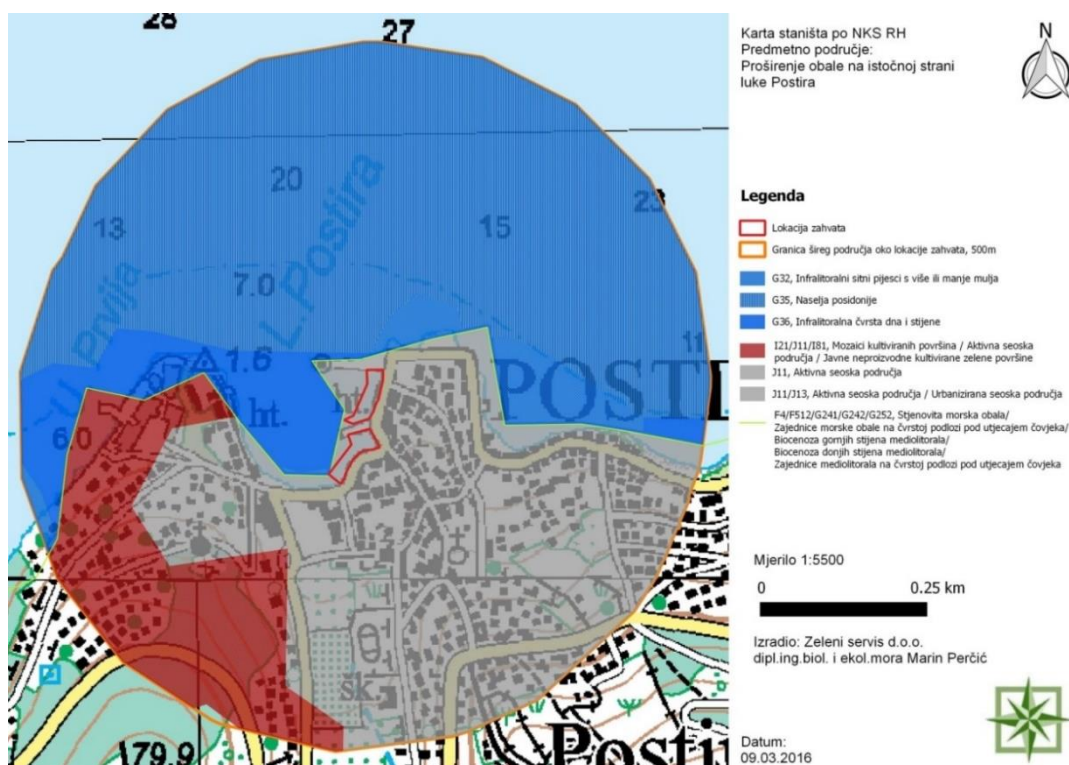 28
27
20
13
15
23
7.0
U. Prvija
L. Postira
1.6
11
POSTI
ht.
ht.
6.0
Sk
179.9
Postir
Karta staništa po NKS RH
Predmetno područje:
Proširenje obale na istočnoj strani
luke Postira
N
Legenda
Lokacija zahvata
Granica šireg područja oko lokacije zahvata, 500m
G32, Infralitoralni sitni pijesci s više ili manje mulja
G35, Naselja posidonije
G36, Infralitoralna čvrsta dna i stijene
I21/J11/I81, Mozaici kultiviranih površina / Aktivna seoska
područja / Javne neproizvodne kultivirane zelene površine
J11, Aktivna seoska područja
J11/J13, Aktivna seoska područja / Urbanizirana seoska područja
F4/F512/G241/G242/G252, Stjenovita morska obala/
Zajednice morske obale na čvrstoj podlozi pod utjecajem čovjeka/
Biocenoza gornjih stijena mediolitorala/
Biocenoza donjih stijena mediolitorala/
Zajednice mediolitorala na čvrstoj podlozi pod utjecajem čovjeka
Mjerilo 1:5500
0 0.25 km
Izradio: Zeleni servis d.o.o.
dipl.ing.biol. i ekol.mora Marin Perčić
Datum:
09.03.2016